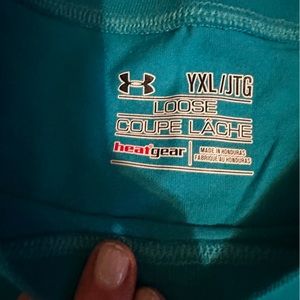 YXL/JTG
LOOSE
COUPE LÂCHE
heatgear
MADE IN HONDURAS
FABRIQUÉ AU HONDURAS